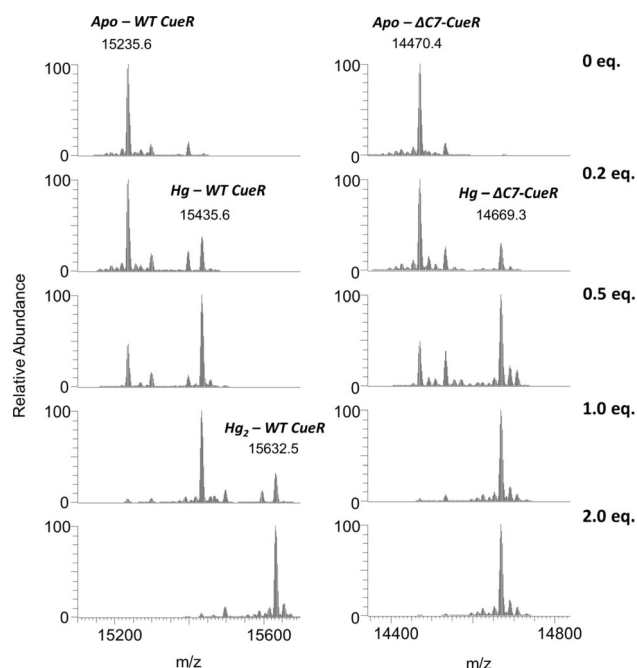 Apo – WT CueR
15235.6
Apo – ΔC7-CueR
14470.4
0 eq.
100
0
100
0
0.2 eq.
Hg – WT CueR
15435.6
Hg – ΔC7-CueR
14669.3
100
0
100
0
0.5 eq.
100
0
100
0
1.0 eq.
Hg2 – WT CueR
15632.5
100
0
100
0
2.0 eq.
100
0
100
0
Relative Abundance
15200 15600
14400 14800
m/z
m/z